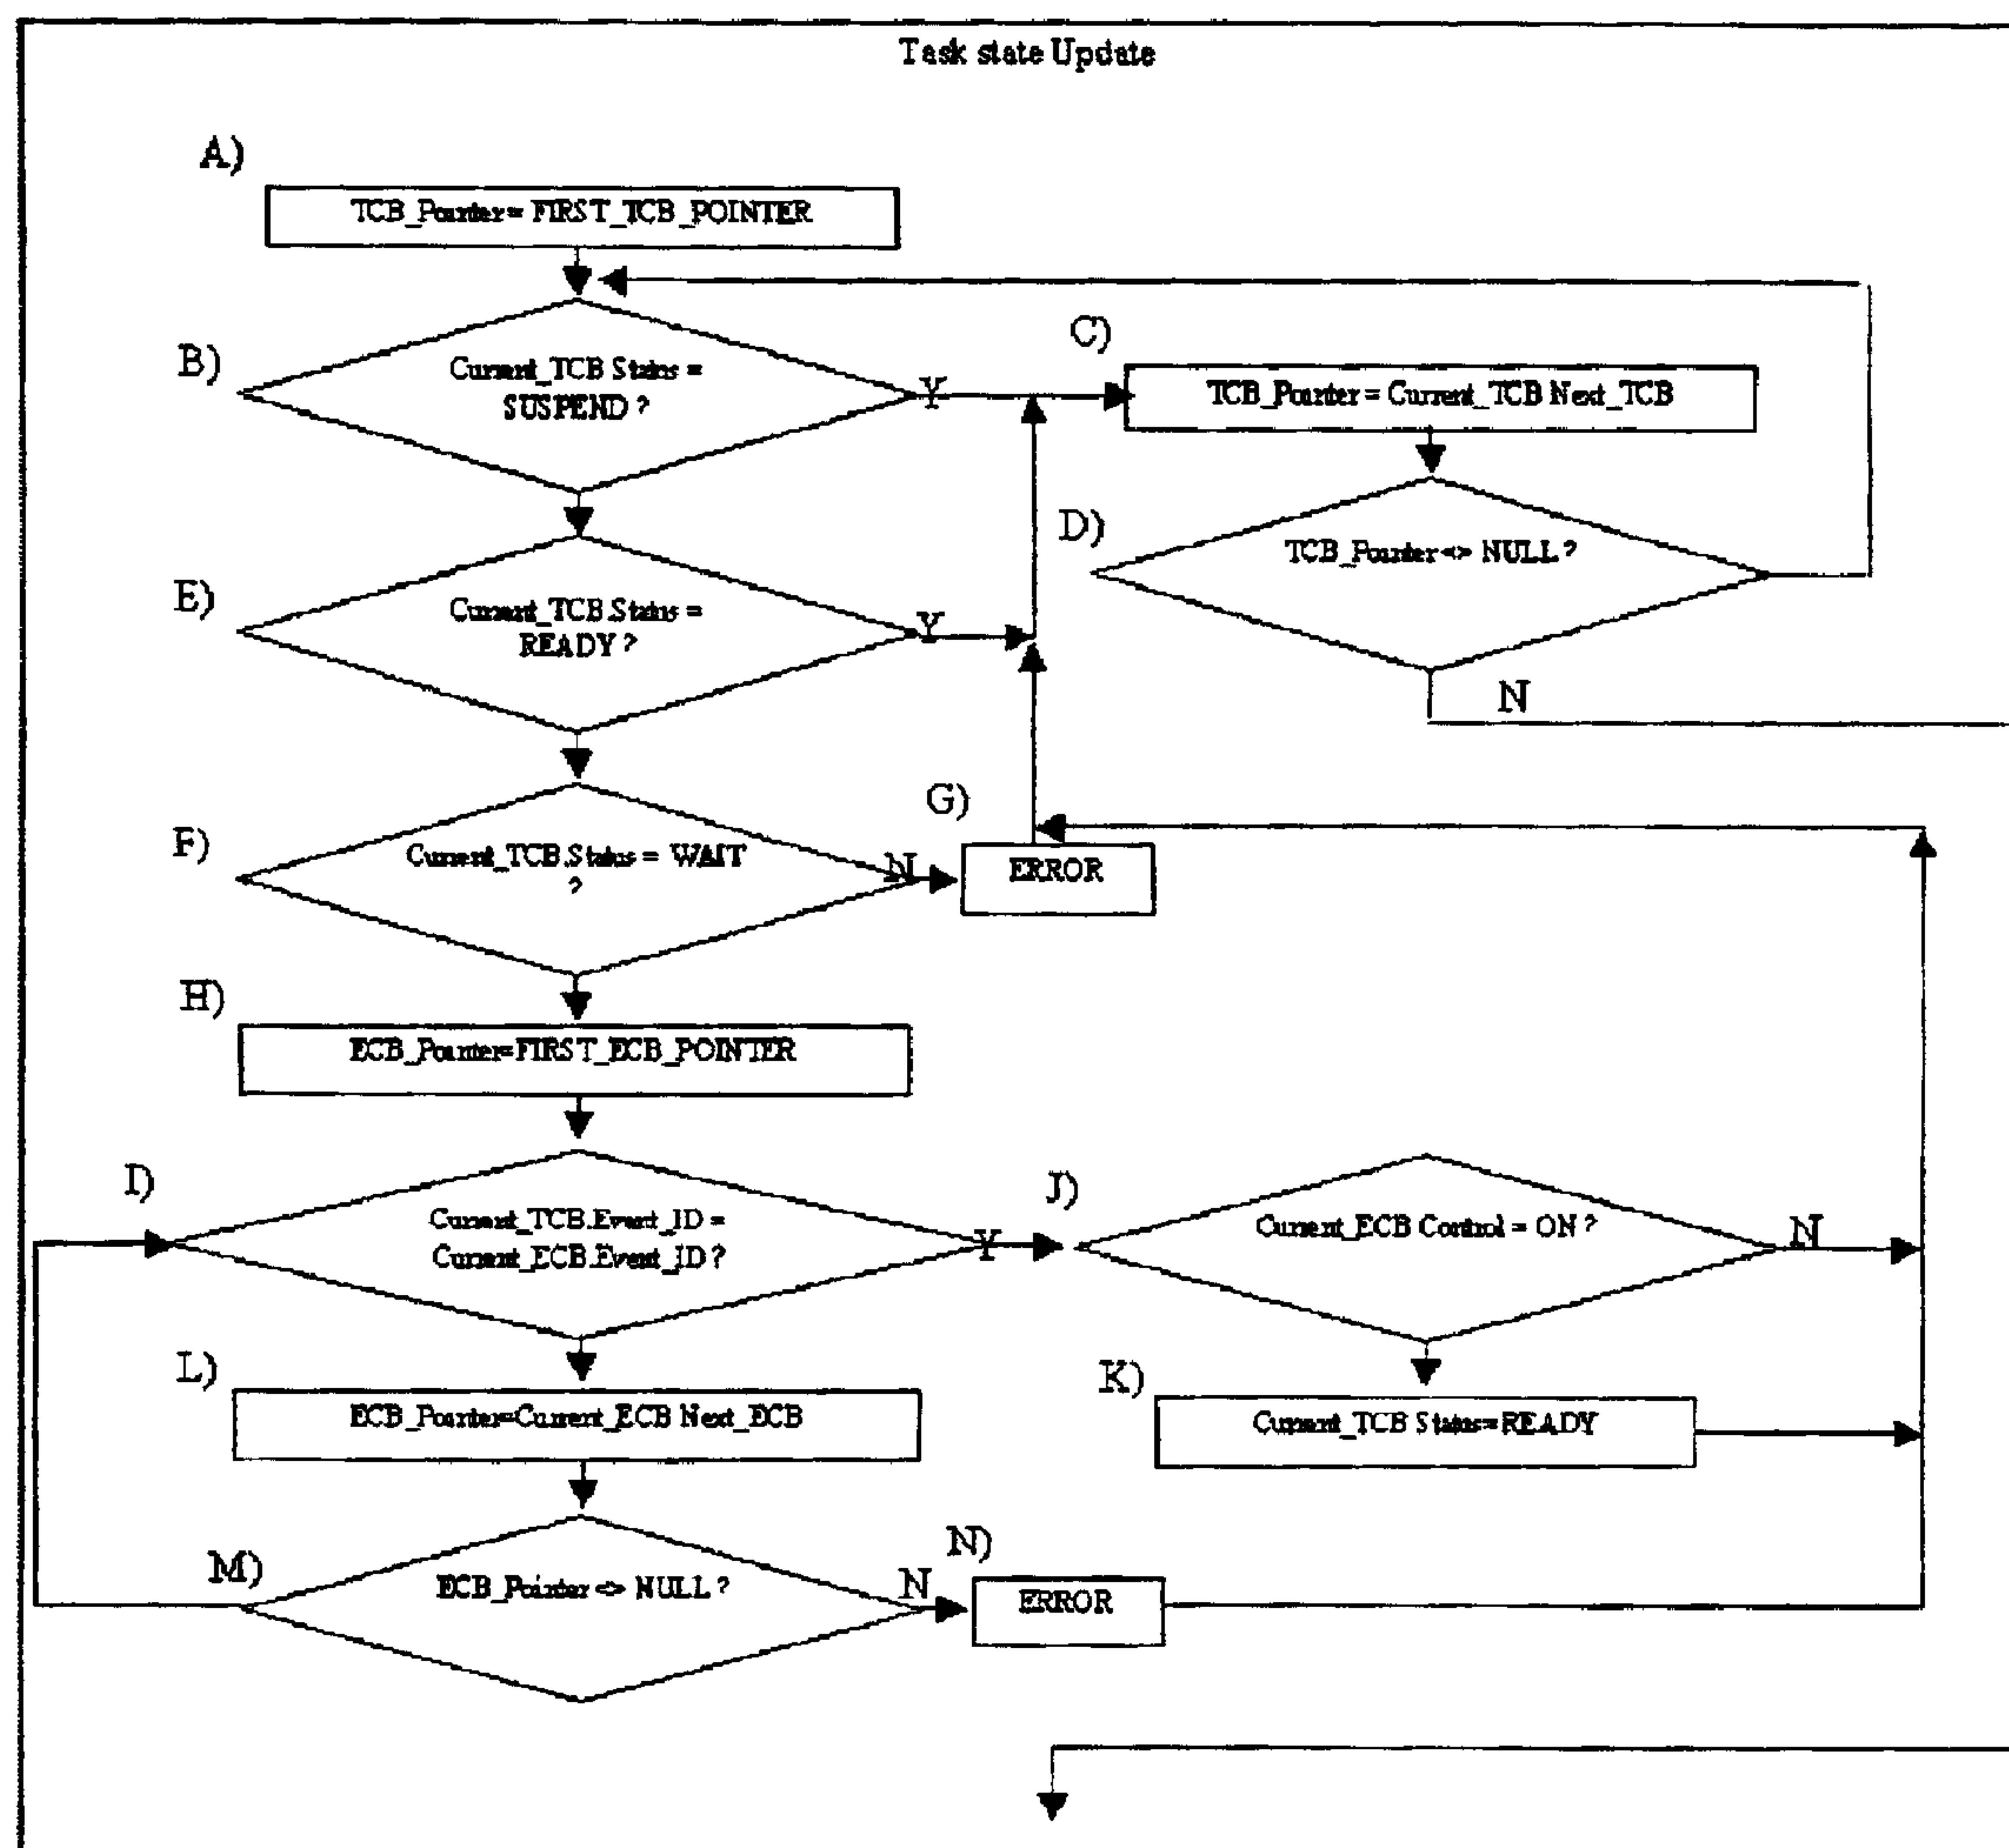 Task state Update
A)
TCB_Pointer= FIRST_TCB_POINTER
B)
Current_TCB.Status =
SUSPEND ?
Y
C)
TCB_Pointer = Current_TCB.Next_TCB
D)
TCB_Pointer <> NULL ?
N
E)
Current_TCB.Status =
READY ?
Y
F)
Current_TCB.Status = WAIT
?
N
G)
ERROR
H)
ECB_Pointer=FIRST_ECB_POINTER
I)
Current_TCB.Event_ID =
Current_ECB.Event_ID ?
Y
J)
Current_ECB.Control = ON ?
N
K)
Current_TCB.Status=READY
L)
ECB_Pointer=Current_ECB.Next_ECB
M)
ECB_Pointer <> NULL ?
N
N)
ERROR